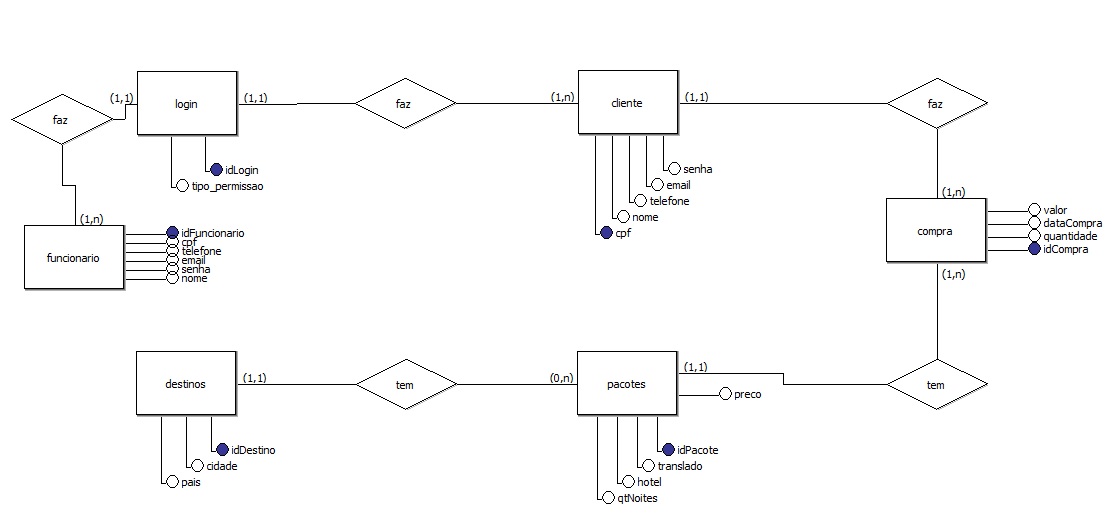 faz
(1,1)
login
(1,1)
faz
(1,n)
cliente
(1,1)
faz
idLogin
tipo_permissao
senha
email
telefone
nome
cpf
(1,n)
compra
valor
dataCompra
quantidade
idCompra
(1,n)
(1,n)
funcionario
idFuncionario
cpf
telefone
email
senha
nome
destinos
(1,1)
tem
(0,n)
pacotes
(1,1)
preco
tem
idDestino
cidade
pais
idPacote
translado
hotel
qtNoites